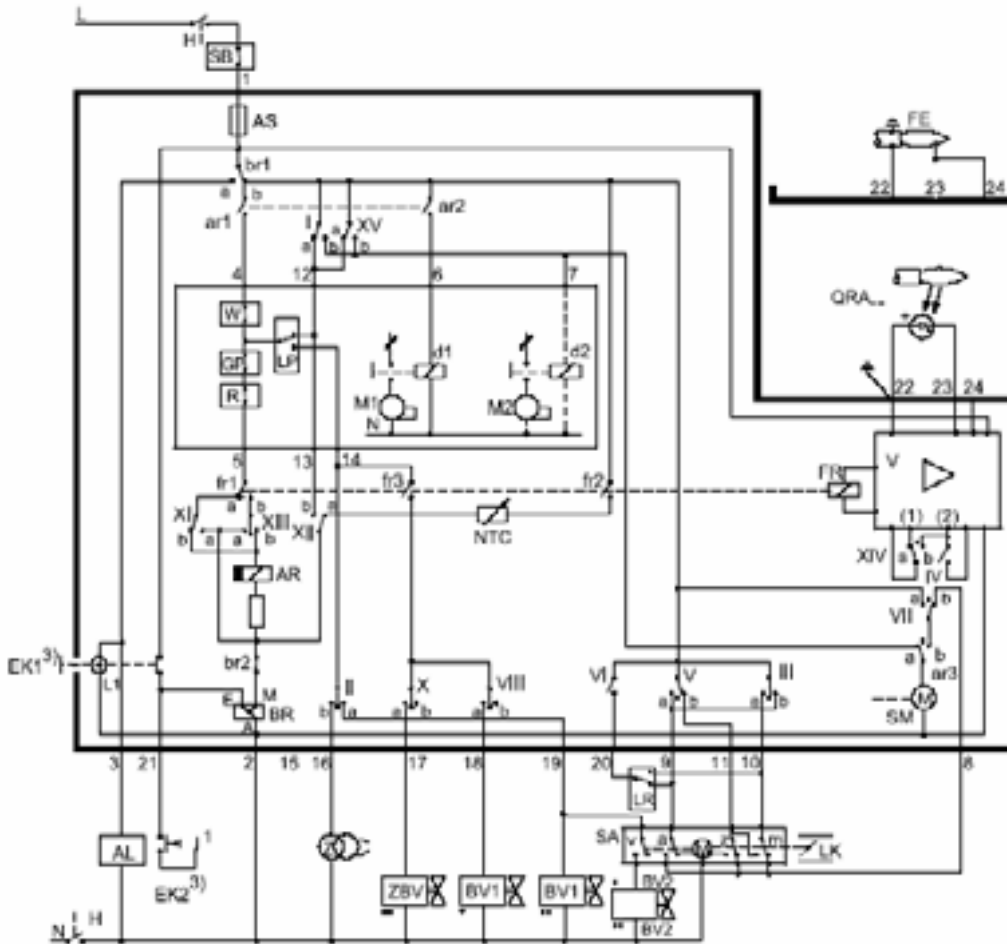 L
H
SB
1
AS
FE
br1
a b
22 23 24
ar1
ar2
I
XV
a b a b
4 12 6 7
QRA...
W
LP
GP
R
d1
d2
M1
N
M2
22 23 24
5 13 14
V
fr1
fr3
fr2
FR
a b
b a
XI
XIII
XII
b a a b
NTC
(1) (2)
XIV
a b
IV
AR
a b
VII
a b
ar3
EK1 3)
L1
br2
E M
BR
A
II
X
VIII
VI
V
III
SM
b a a b a b
a b a b
3 21 2 15 16 17 18 19 20 9 11 10 8
LR
AL
1
EK2 3)
Z
SA
v a z m
M
LK
ZBV
BV1
BV1
BV2
BV2
N
H